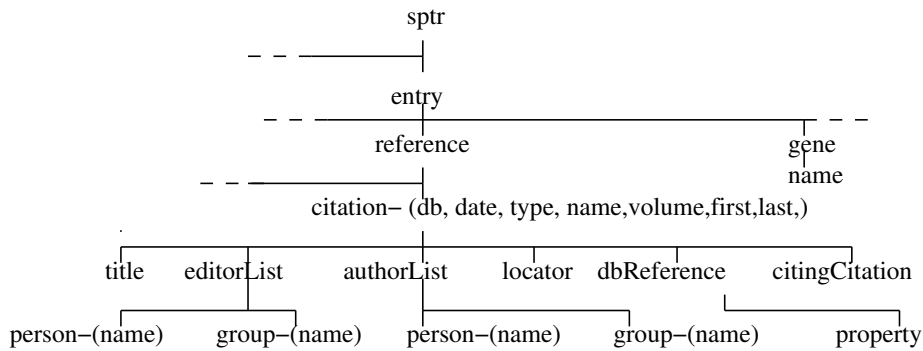 sptr
entry
reference gene
name
citation− (db, date, type, name,volume,first,last,)
title editorList authorList locator dbReference citingCitation
person−(name) group−(name) person−(name) group−(name) property